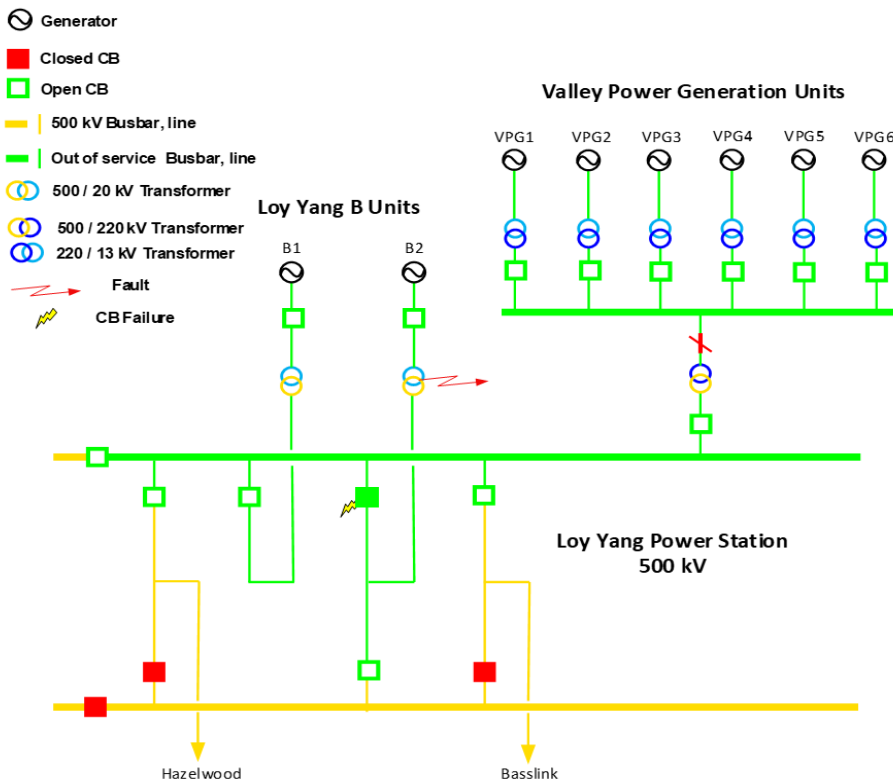 Generator
Closed CB
Open CB
500 kV Busbar, line
Out of service Busbar, line
500 / 20 kV Transformer
500 / 220 kV Transformer
220 / 13 kV Transformer
Fault
CB Failure
Valley Power Generation Units
VPG1 VPG2 VPG3 VPG4 VPG5 VPG6
Loy Yang B Units
B1 B2
Loy Yang Power Station
500 kV
Hazelwood Basslink